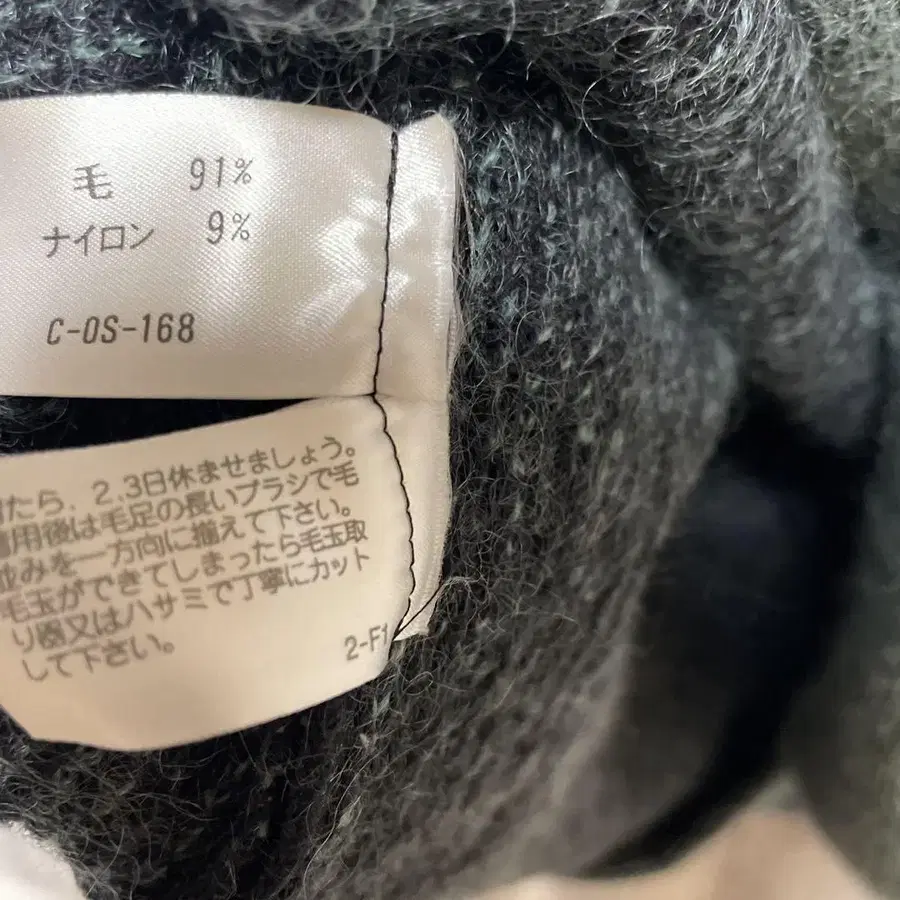 毛 91%
ナイロン 9%
C-OS-168
たら、2,3日休ませましょう。
着用後は毛足の長いブラシで毛
並みを一方向に揃えて下さい。
毛玉ができてしまったら毛玉取
り器又はハサミで丁寧にカット
して下さい。
2-F1